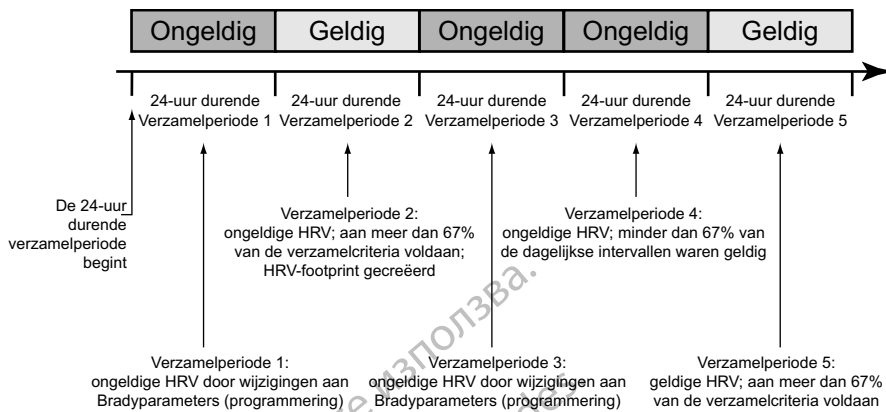 Ongeldig Geldig Ongeldig Ongeldig Geldig
24-uur durende Verzamelperiode 1
24-uur durende Verzamelperiode 2
24-uur durende Verzamelperiode 3
24-uur durende Verzamelperiode 4
24-uur durende Verzamelperiode 5
De 24-uur
durende
verzamelperiode
begint
Verzamelperiode 2:
ongeldige HRV; aan meer dan 67%
van de verzamelcriteria voldaan;
HRV-footprint gecreëerd
Verzamelperiode 4:
ongeldige HRV; minder dan 67% van
de dagelijkse intervallen waren geldig
Verzamelperiode 1:
ongeldige HRV door wijzigingen aan
Bradyparameters (programmering)
Verzamelperiode 3:
ongeldige HRV door wijzigingen aan
Bradyparameters (programmering)
Verzamelperiode 5:
geldige HRV; aan meer dan 67%
van de verzamelcriteria voldaan
използва.